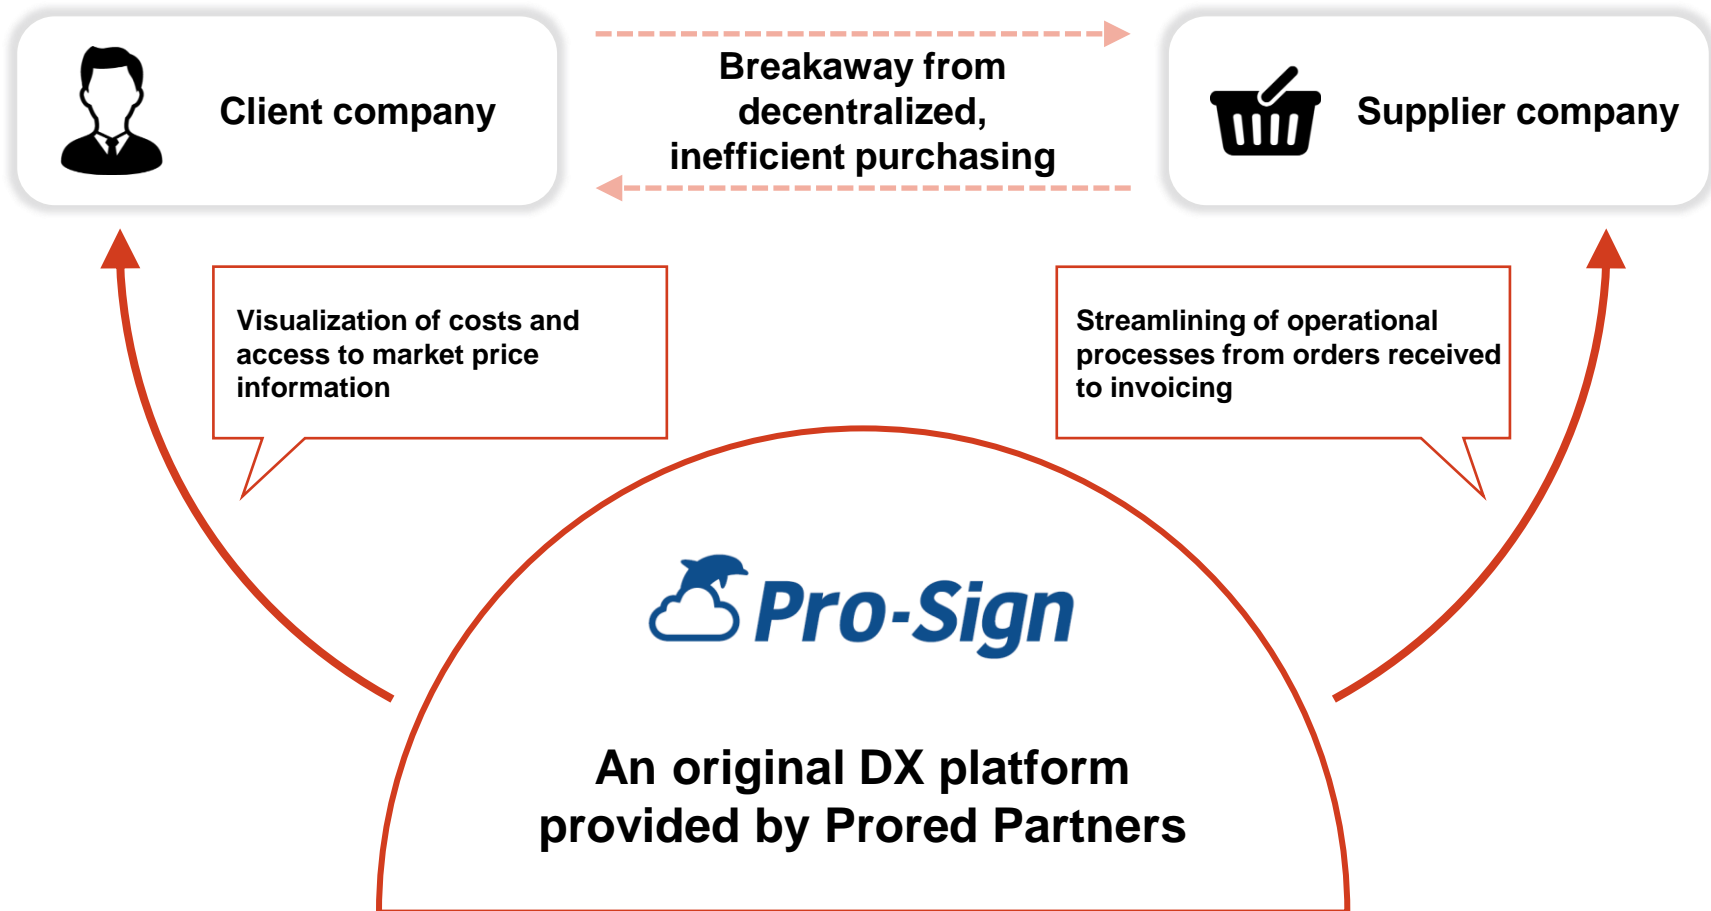 Client company
Breakaway from
decentralized,
inefficient purchasing
Supplier company
Visualization of costs and
access to market price
information
Streamlining of operational
processes from orders received
to invoicing
Pro-Sign
An original DX platform
provided by Prored Partners